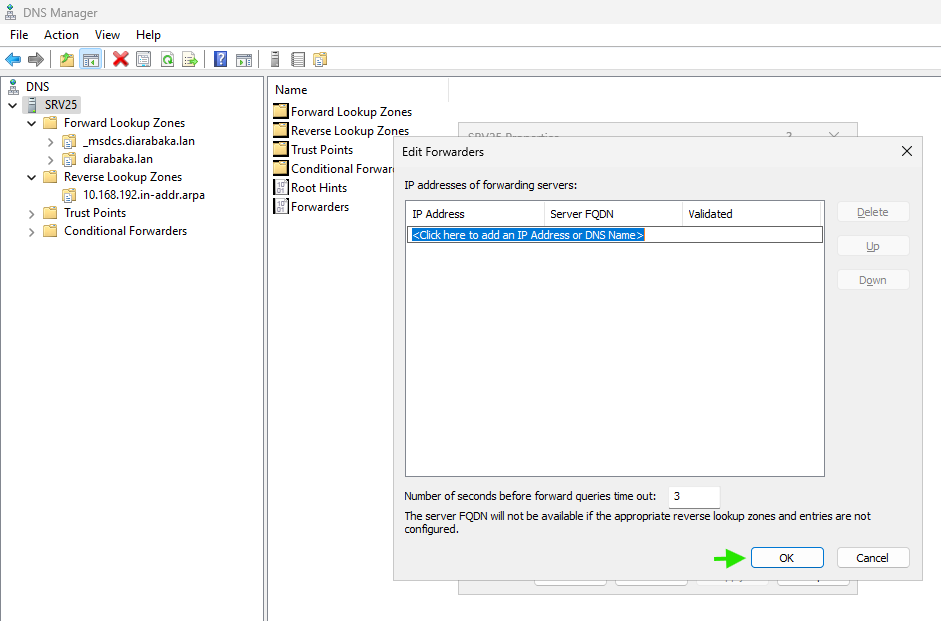 DNS Manager
File Action View Help
DNS
SRV25
Forward Lookup Zones
_msdcs.diarabaka.lan
diarabaka.lan
Reverse Lookup Zones
10.168.192.in-addr.arpa
Trust Points
Conditional Forwarders
Name
Forward Lookup Zones
Reverse Lookup Zones
Trust Points
Conditional Forwar
Root Hints
Forwarders
SRV25 Properties
Edit Forwarders
IP addresses of forwarding servers:
IP Address Server FQDN Validated
<Click here to add an IP Address or DNS Name>
Delete
Up
Down
Number of seconds before forward queries time out: 3
The server FQDN will not be available if the appropriate reverse lookup zones and entries are not
configured.
OK Cancel